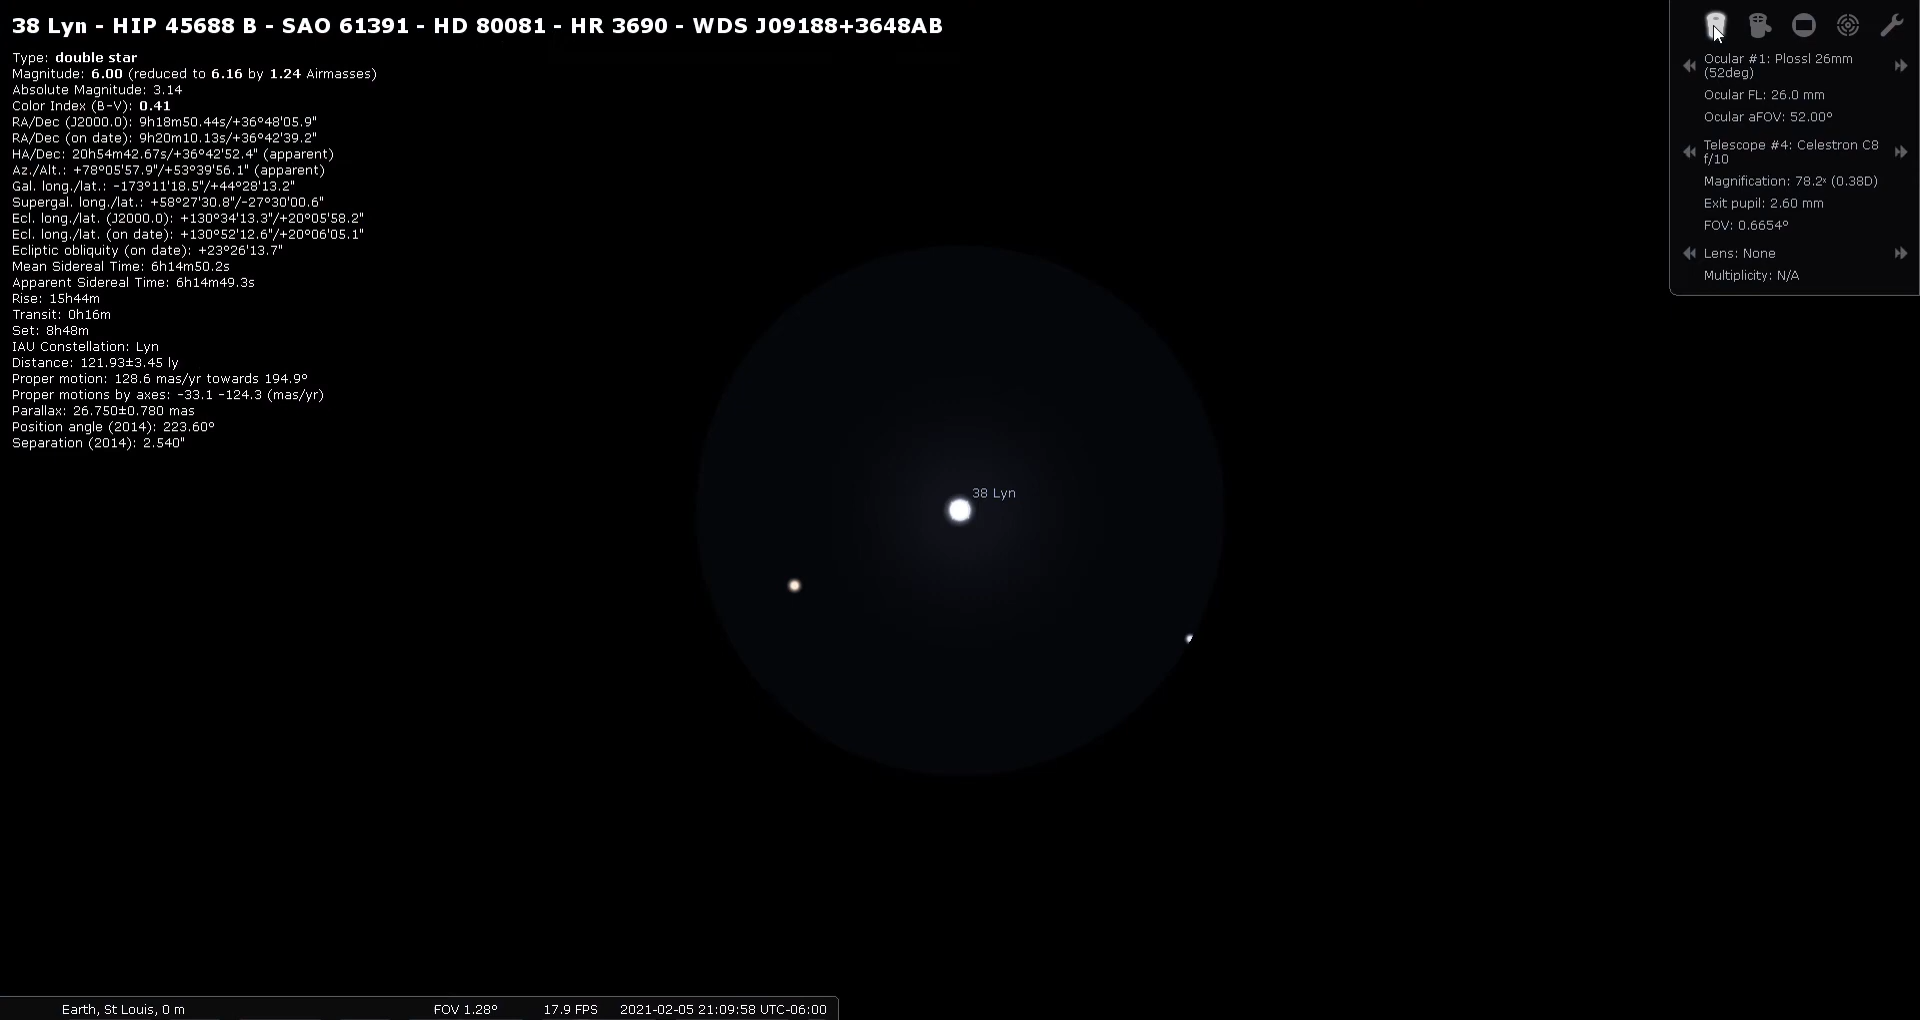 38 Lyn - HIP 45688 B - SAO 61391 - HD 80081 - HR 3690 - WDS J09188+3648AB
Type: double star
Magnitude: 6.00 (reduced to 6.16 by 1.24 Airmasses)
Absolute Magnitude: 3.14
Color Index (B-V): 0.41
RA/Dec (J2000.0): 9h18m50.44s/+36°48'05.9"
RA/Dec (on date): 9h20m10.13s/+36°42'39.2"
HA/Dec: 20h54m42.67s/+36°42'52.4" (apparent)
Az./Alt.: +78°05'57.9"/+53°39'56.1" (apparent)
Gal. long./lat.: -173°11'18.5"/+44°28'13.2"
Supergal. long./lat.: +58°27'30.8"/-27°30'00.6"
Ecl. long./lat. (J2000.0): +130°34'13.3"/+20°05'58.2"
Ecl. long./lat. (on date): +130°52'12.6"/+20°06'05.1"
Ecliptic obliquity (on date): +23°26'13.7"
Mean Sidereal Time: 6h14m50.2s
Apparent Sidereal Time: 6h14m49.3s
Rise: 15h44m
Transit: 0h16m
Set: 8h48m
IAU Constellation: Lyn
Distance: 121.93±3.45 ly
Proper motion: 128.6 mas/yr towards 194.9°
Proper motions by axes: -33.1 -124.3 (mas/yr)
Parallax: 26.750±0.780 mas
Position angle (2014): 223.60°
Separation (2014): 2.540"
Ocular #1: Plossl 26mm
(52deg)
Ocular FL: 26.0 mm
Ocular aFOV: 52.00°
Telescope #4: Celestron C8
f/10
Magnification: 78.2ˣ (0.38D)
Exit pupil: 2.60 mm
FOV: 0.6654°
Lens: None
Multiplicity: N/A
38 Lyn
Earth, St Louis, 0 m
FOV 1.28°
17.9 FPS
2021-02-05 21:09:58 UTC-06:00